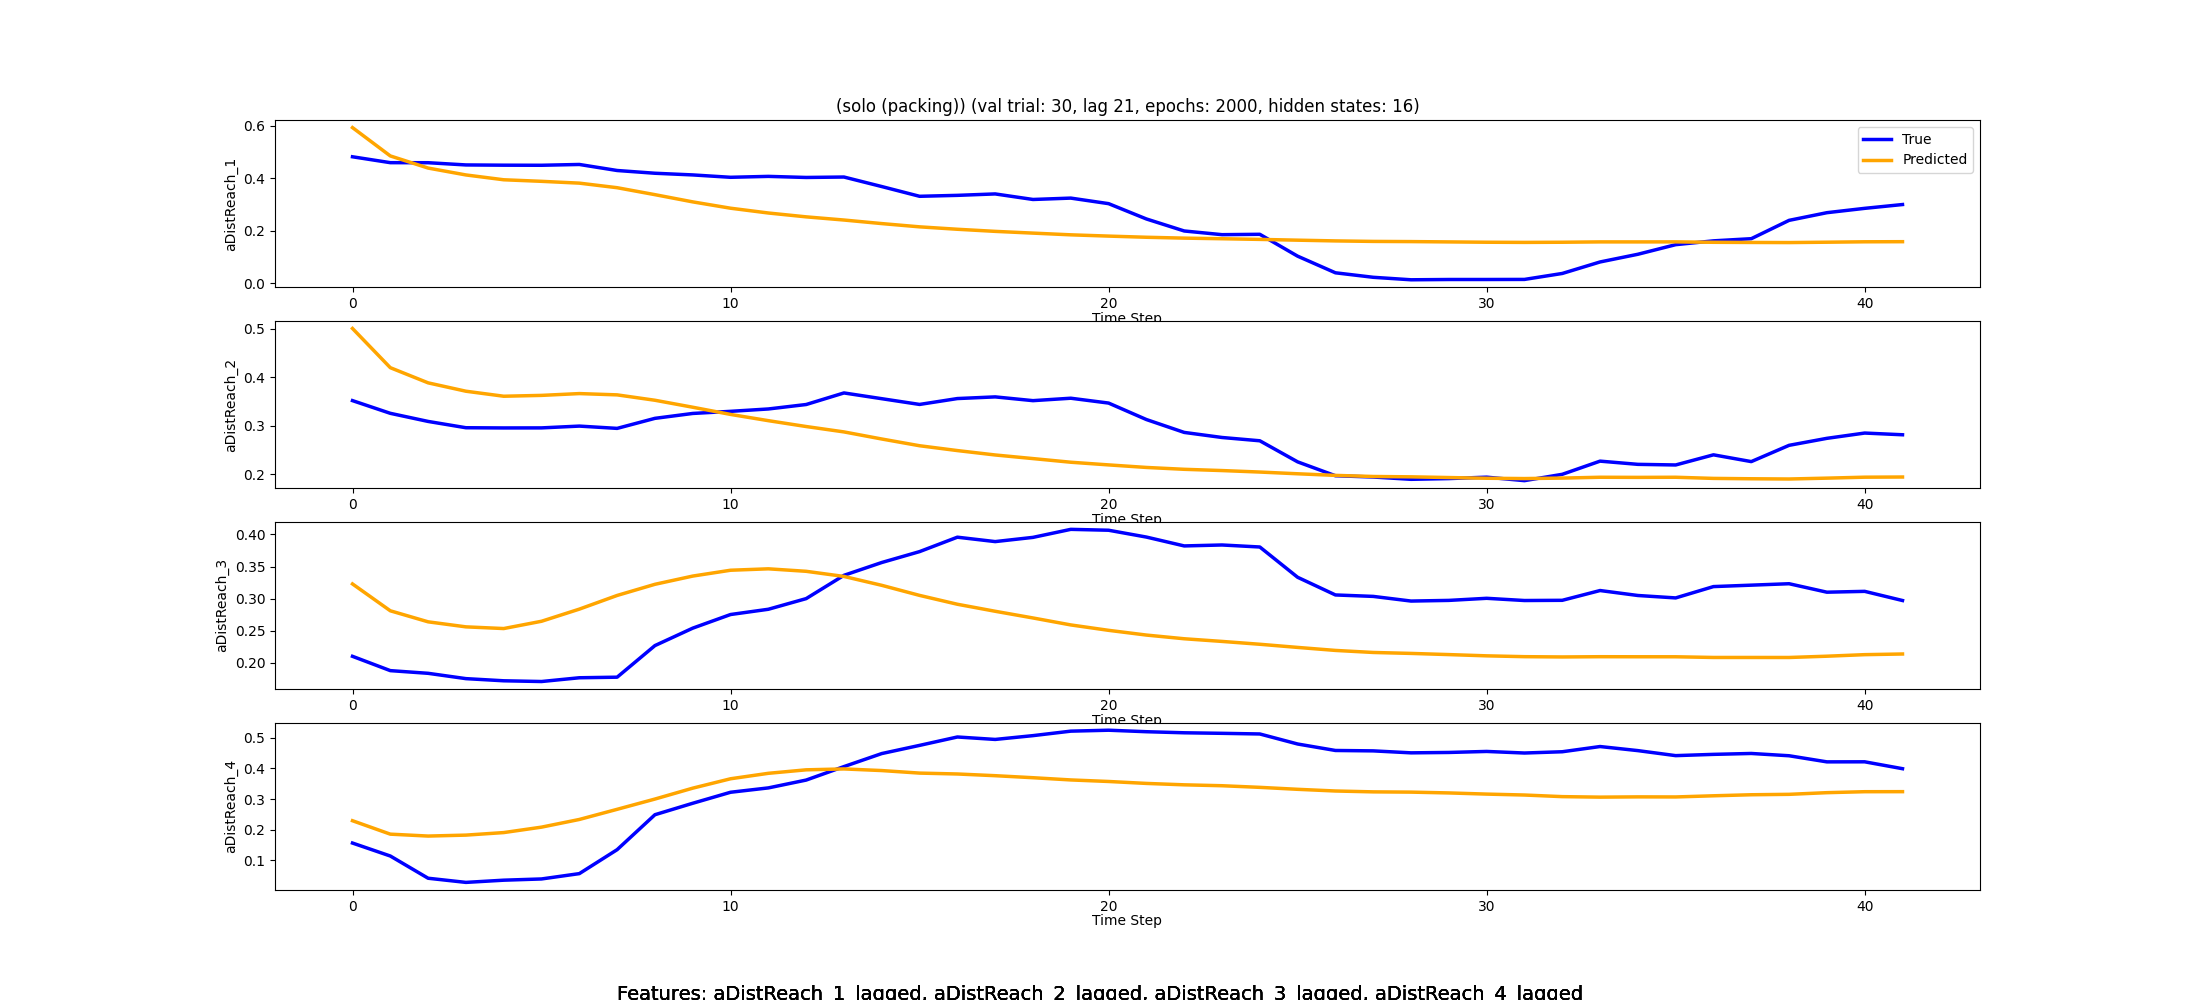 (solo (packing)) (val trial: 30, lag 21, epochs: 2000, hidden states: 16)
True
Predicted
aDistReach_1
0.6
0.4
0.2
0.0
0 10 20 30 40
Time Step
aDistReach_2
0.5
0.4
0.3
0.2
0 10 20 30 40
Time Step
aDistReach_3
0.40
0.35
0.30
0.25
0.20
0 10 20 30 40
Time Step
aDistReach_4
0.5
0.4
0.3
0.2
0.1
0 10 20 30 40
Time Step
Features: aDistReach_1_lagged, aDistReach_2_lagged, aDistReach_3_lagged, aDistReach_4_lagged